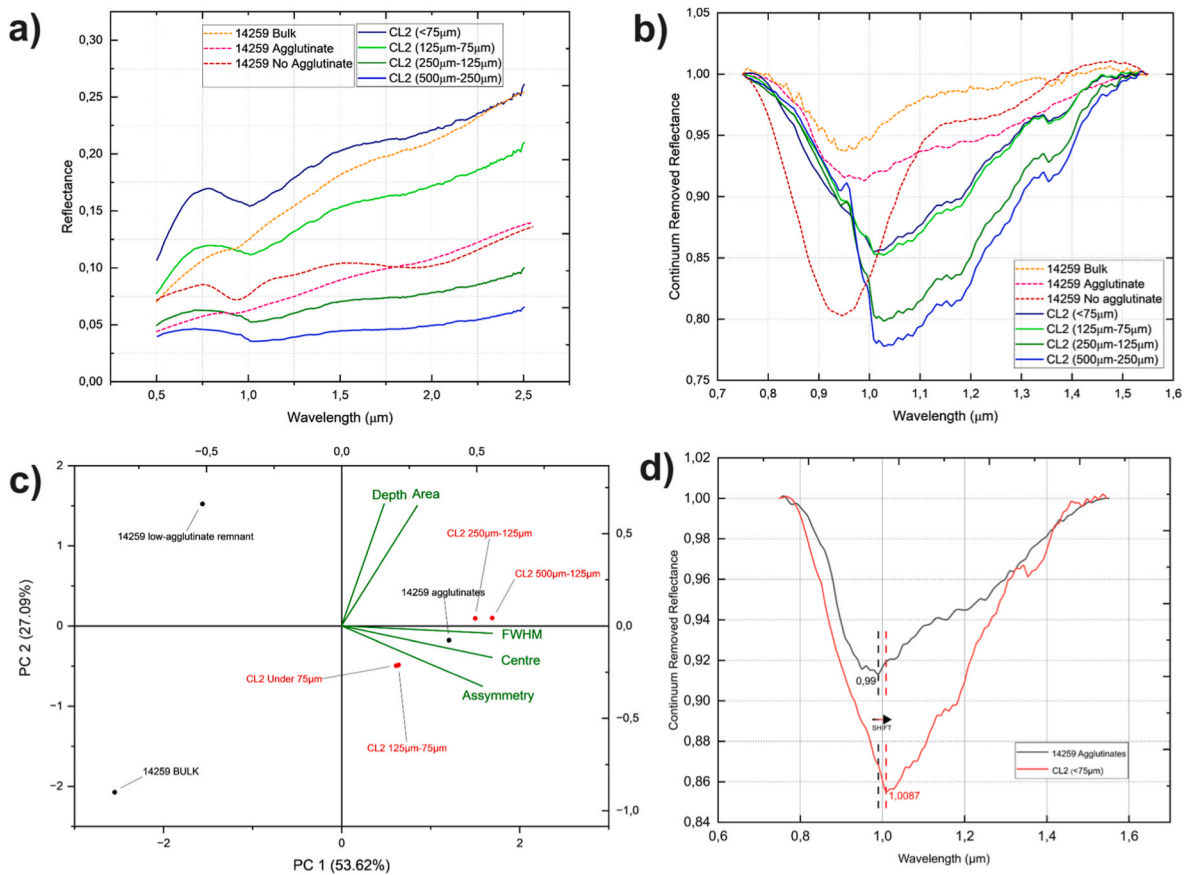 a)
0,30
0,25
0,20
0,15
0,10
0,05
0,00
Reflectance
14259 Bulk
14259 Agglutinate
14259 No Agglutinate
CL2 (<75µm)
CL2 (125µm-75µm)
CL2 (250µm-125µm)
CL2 (500µm-250µm)
0,5
1,0
1,5
2,0
2,5
Wavelength (µm)
b)
1,00
0,95
0,90
0,85
0,80
0,75
Continuum Removed Reflectance
14259 Bulk
14259 Agglutinate
14259 No agglutinate
CL2 (<75µm)
CL2 (125µm-75µm)
CL2 (250µm-125µm)
CL2 (500µm-250µm)
0,7
0,8
0,9
1,0
1,1
1,2
1,3
1,4
1,5
1,6
Wavelength (µm)
c)
-0,5
0,0
0,5
2
1
0
-1
-2
PC 2 (27.09%)
Depth
Area
14259 low-agglutinate remnant
CL2 250µm-125µm
CL2 500µm-125µm
14259 agglutinates
FWHM
Centre
Assymmetry
CL2 Under 75µm
CL2 125µm-75µm
14259 BULK
0,5
0,0
-0,5
-1,0
-2
-1
0
1
2
PC 1 (53.62%)
d)
1,00
0,98
0,96
0,94
0,92
0,90
0,88
0,86
0,84
Continuum Removed Reflectance
0,99
SHIFT
1,0087
14259 Agglutinates
CL2 (<75µm)
0,6
0,8
1,0
1,2
1,4
1,6
Wavelength (µm)